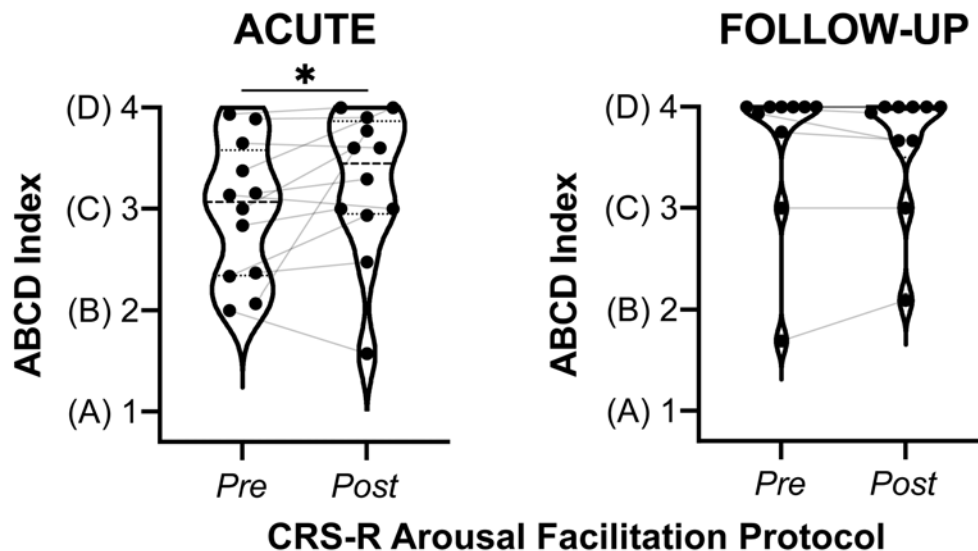 ACUTE
FOLLOW-UP
*
ABCD Index
(D) 4
(C) 3
(B) 2
(A) 1
Pre
Post
ABCD Index
(D) 4
(C) 3
(B) 2
(A) 1
Pre
Post
CRS-R Arousal Facilitation Protocol